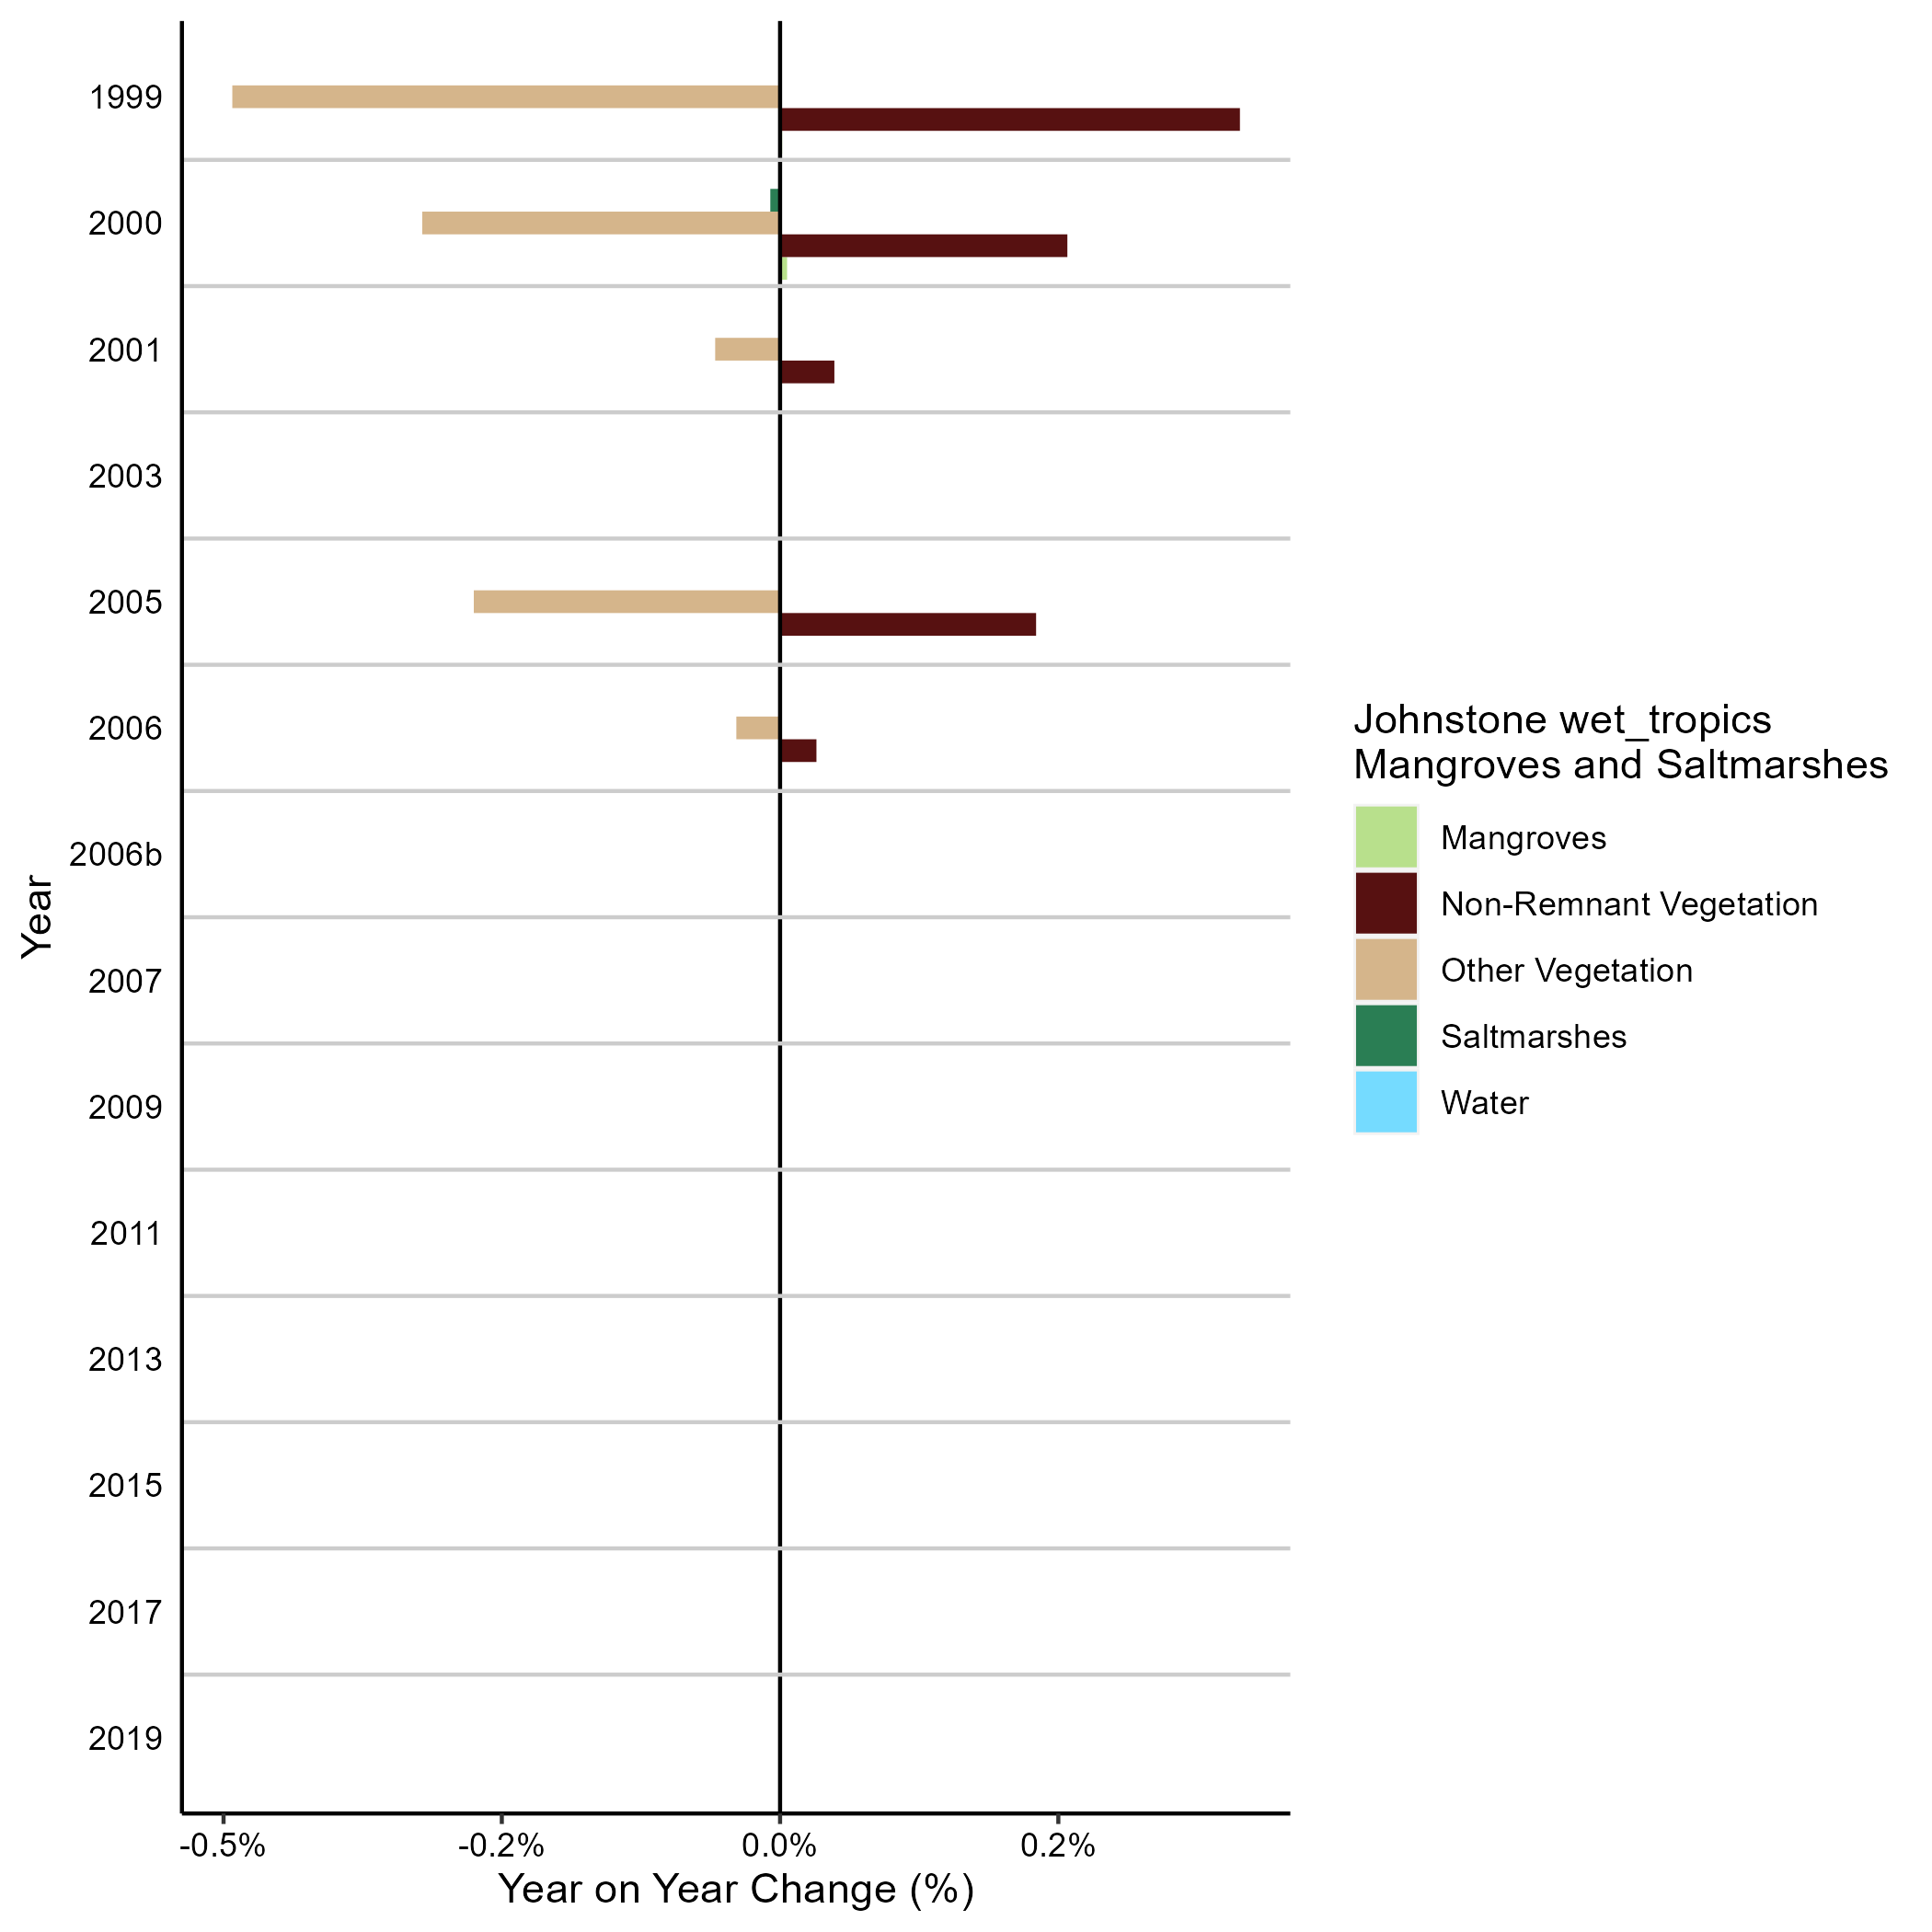 1999
2000
2001
2003
2005
2006
2006b
2007
2009
2011
2013
2015
2017
2019
Year
-0.5%
-0.2%
0.0%
0.2%
Year on Year Change (%)
Johnstone wet_tropics
Mangroves and Saltmarshes
Mangroves
Non-Remnant Vegetation
Other Vegetation
Saltmarshes
Water